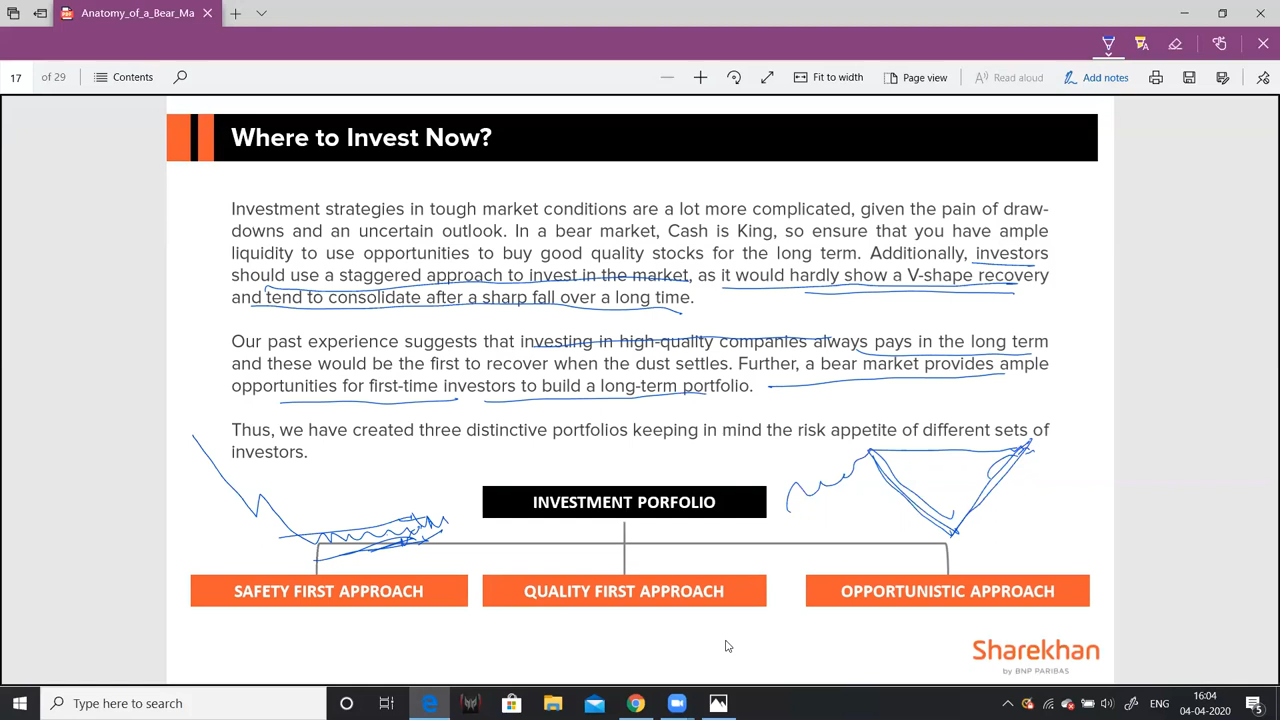 Anatomy_of_a_Bear_Ma
17 of 29 Contents Fit to width Page view Read aloud Add notes
Where to Invest Now?
Investment strategies in tough market conditions are a lot more complicated, given the pain of draw-
downs and an uncertain outlook. In a bear market, Cash is King, so ensure that you have ample
liquidity to use opportunities to buy good quality stocks for the long term. Additionally, investors
should use a staggered approach to invest in the market, as it would hardly show a V-shape recovery
and tend to consolidate after a sharp fall over a long time.
Our past experience suggests that investing in high-quality companies always pays in the long term
and these would be the first to recover when the dust settles. Further, a bear market provides ample
opportunities for first-time investors to build a long-term portfolio.
Thus, we have created three distinctive portfolios keeping in mind the risk appetite of different sets of
investors.
INVESTMENT PORFOLIO
SAFETY FIRST APPROACH QUALITY FIRST APPROACH OPPORTUNISTIC APPROACH
Sharekhan
by BNP PARIBAS
Type here to search
ENG
16:04
04-04-2020
5